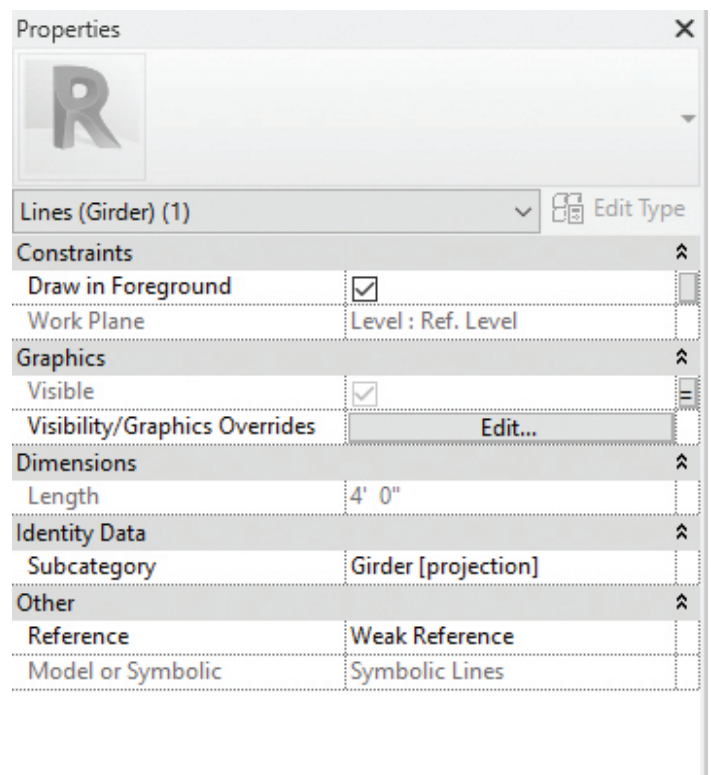 Properties
R
Lines (Girder) (1) Edit Type
Constraints
Draw in Foreground
Work Plane Level : Ref. Level
Graphics
Visible =
Visibility/Graphics Overrides Edit...
Dimensions
Length 4' 0"
Identity Data
Subcategory Girder [projection]
Other
Reference Weak Reference
Model or Symbolic Symbolic Lines